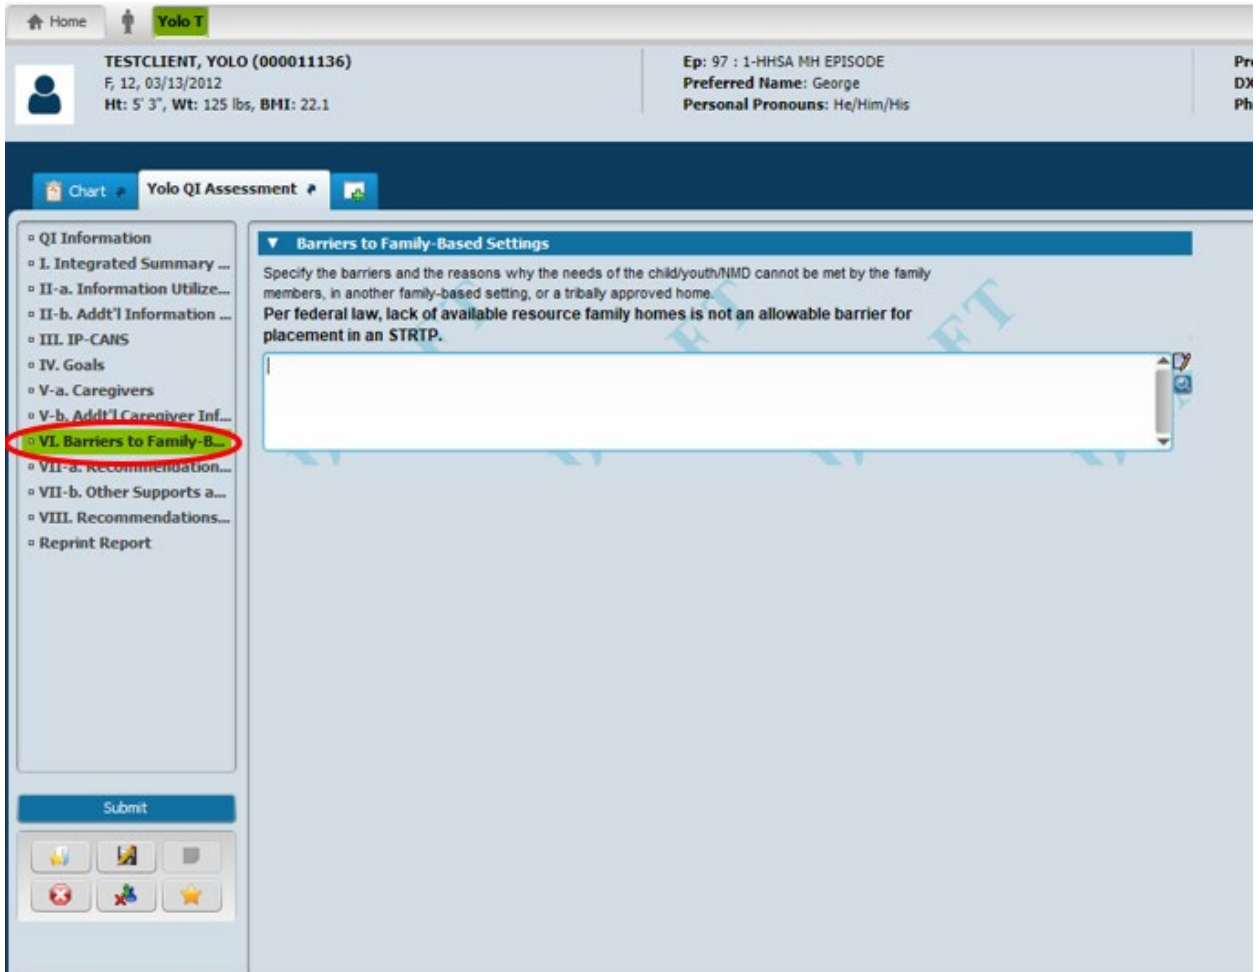 Home
Yolo T
TESTCLIENT, YOLO (000011136)
F, 12, 03/13/2012
Ht: 5' 3", Wt: 125 lbs, BMI: 22.1
Ep: 97 : 1-HHSA MH EPISODE
Preferred Name: George
Personal Pronouns: He/Him/His
Pr
DX
Ph
Chart
Yolo QI Assessment
QI Information
I. Integrated Summary ...
II-a. Information Utilize...
II-b. Addt'l Information ...
III. IP-CANS
IV. Goals
V-a. Caregivers
V-b. Addt'l Caregiver Inf...
VI. Barriers to Family-B...
VII-a. Recommendation...
VII-b. Other Supports a...
VIII. Recommendations...
Reprint Report
Submit
Barriers to Family-Based Settings
Specify the barriers and the reasons why the needs of the child/youth/NMD cannot be met by the family
members, in another family-based setting, or a tribally approved home.
Per federal law, lack of available resource family homes is not an allowable barrier for
placement in an STRTP.